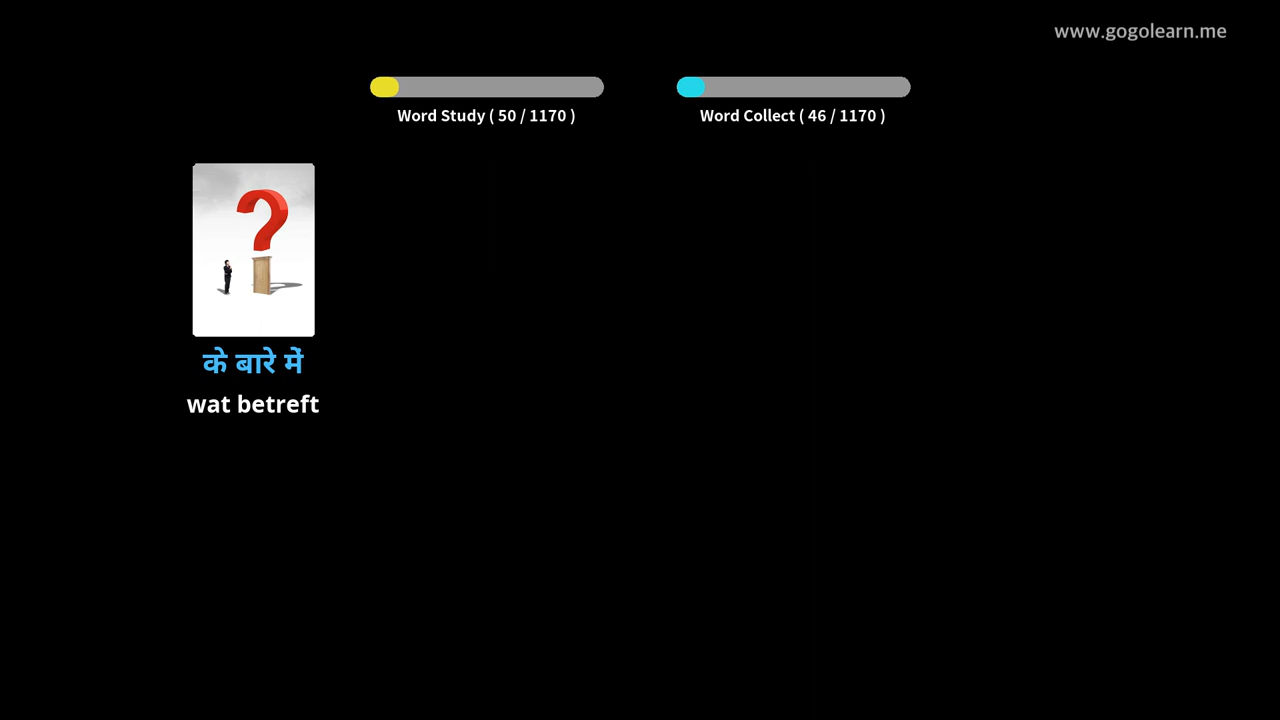 www.gogolearn.me
Word Study ( 50 / 1170 )
Word Collect ( 46 / 1170 )
के बारे में
wat betreft